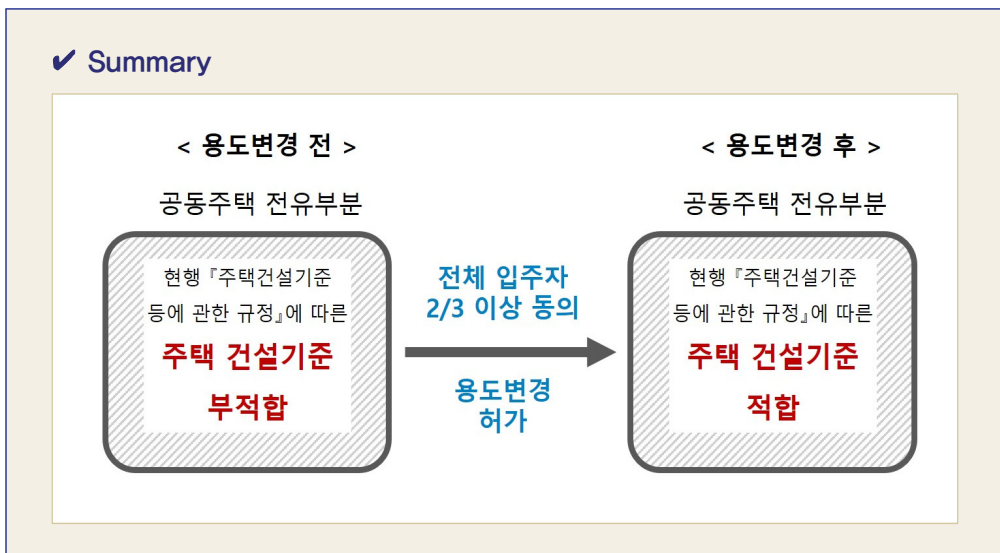 ✔ Summary
< 용도변경 전 >
공동주택 전유부분
현행『주택건설기준
등에 관한 규정』에 따른
주택 건설기준
부적합
전체 입주자
2/3 이상 동의
용도변경
허가
< 용도변경 후 >
공동주택 전유부분
현행『주택건설기준
등에 관한 규정』에 따른
주택 건설기준
적합